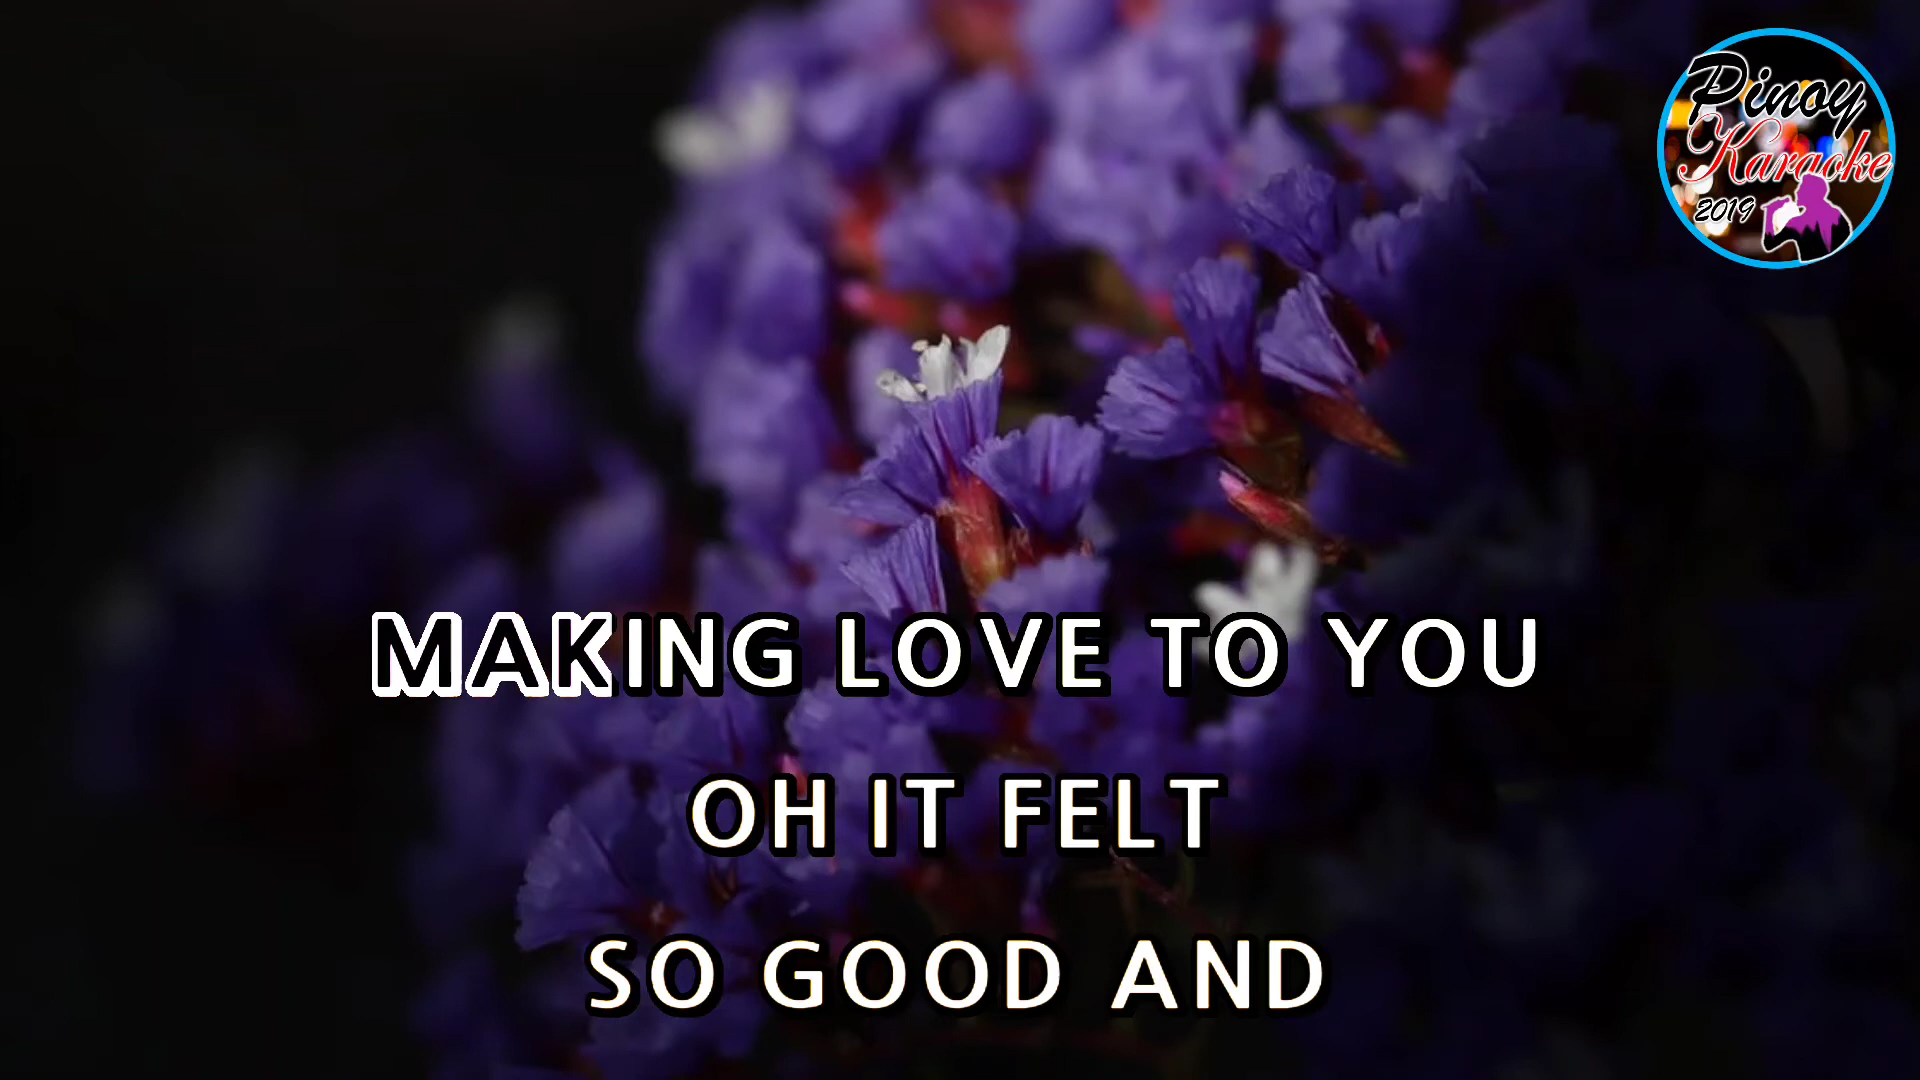 Pinoy
Karaoke
2019
MAKING LOVE TO YOU
OH IT FELT
SO GOOD AND